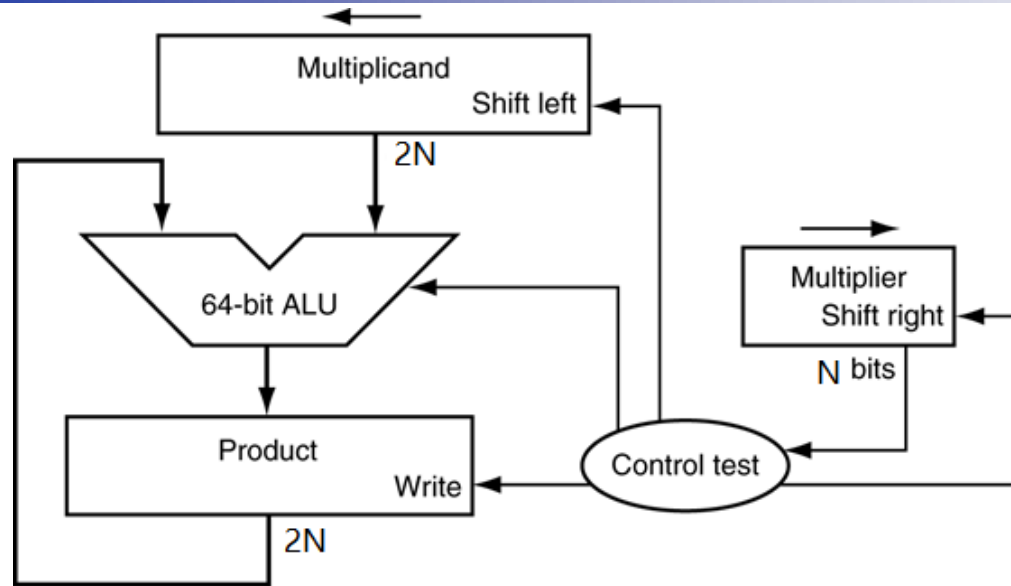 Multiplicand
Shift left
2N
64-bit ALU
Multiplier
Shift right
N bits
Product
Write
Control test
2N